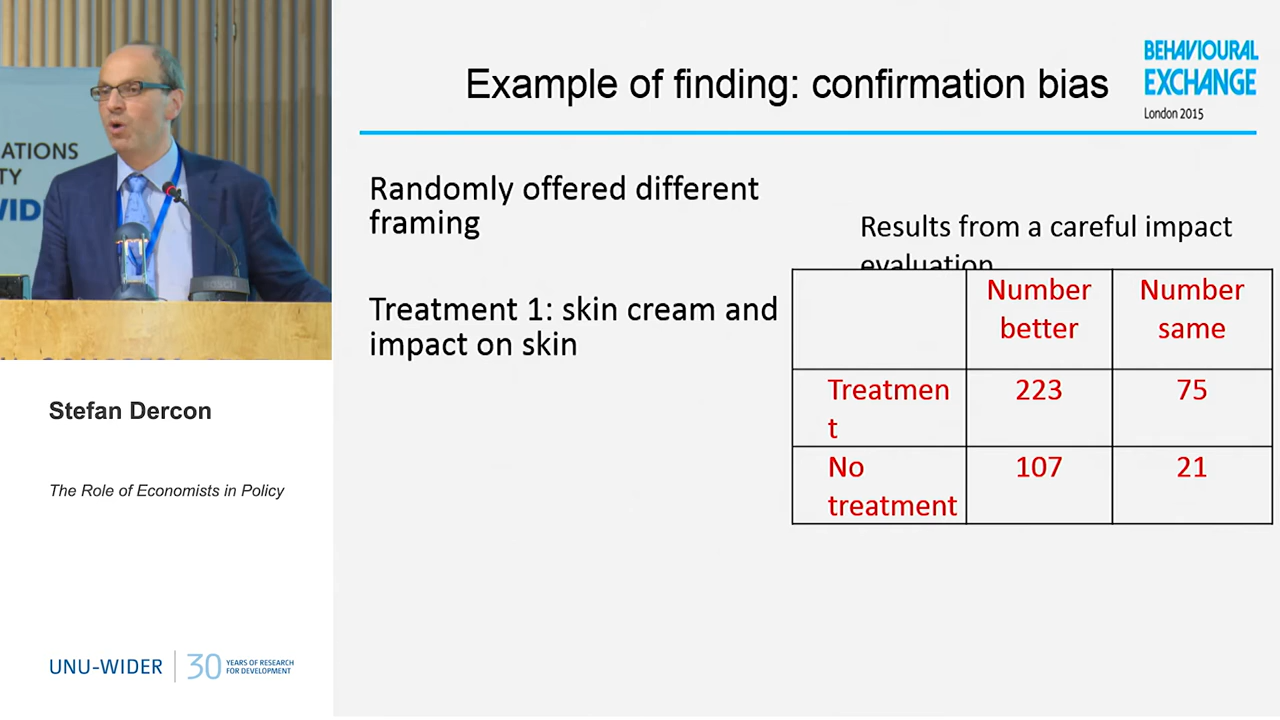 ATIONS
TY
WID
Stefan Dercon
The Role of Economists in Policy
UNU-WIDER
30
YEARS OF RESEARCH
FOR DEVELOPMENT
Example of finding: confirmation bias
BEHAVIOURAL
EXCHANGE
London 2015
Randomly offered different
framing
Treatment 1: skin cream and
impact on skin
Results from a careful impact
evaluation
Number better
Number same
Treatmen
t
223
75
No
treatment
107
21